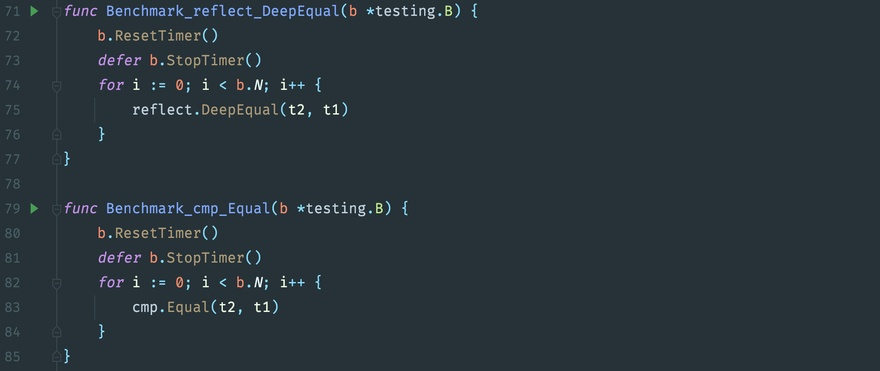 71 func Benchmark_reflect_DeepEqual(b *testing.B) {
72     b.ResetTimer()
73     defer b.StopTimer()
74     for i := 0; i < b.N; i++ {
75         reflect.DeepEqual(t2, t1)
76     }
77 }
78
79 func Benchmark_cmp_Equal(b *testing.B) {
80     b.ResetTimer()
81     defer b.StopTimer()
82     for i := 0; i < b.N; i++ {
83         cmp.Equal(t2, t1)
84     }
85 }